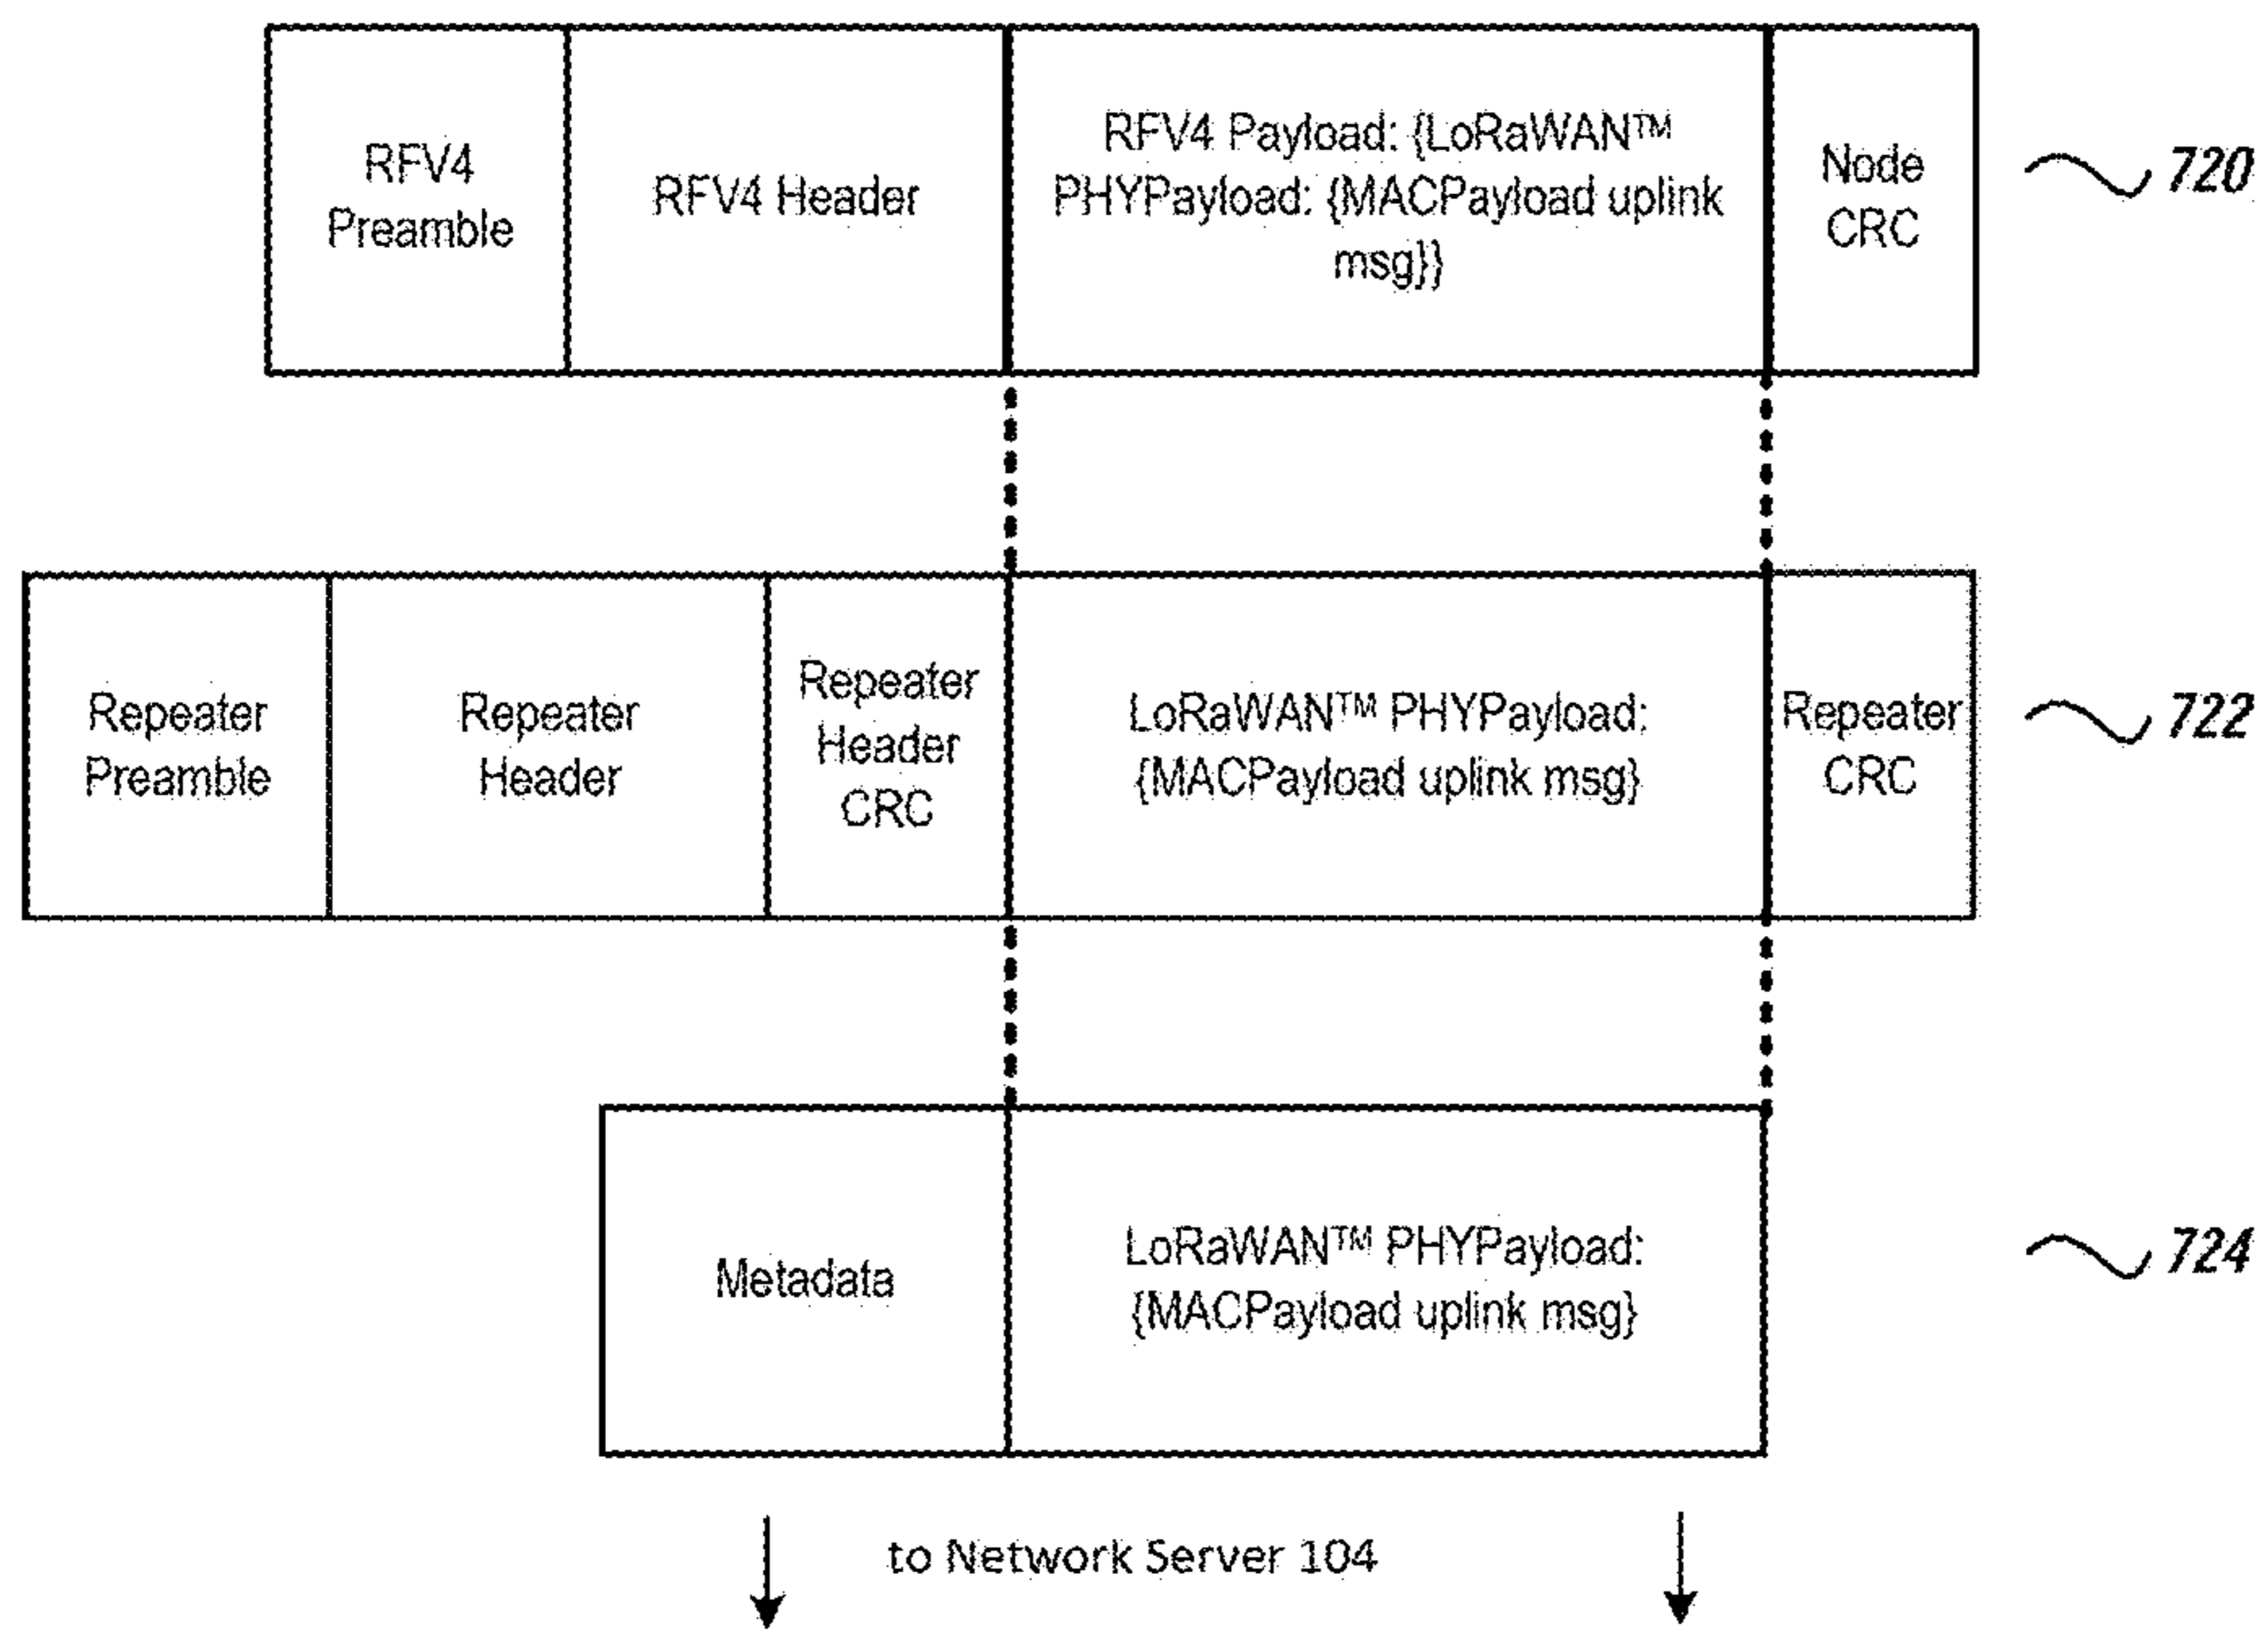 RFV4
Preamble
RFV4 Header
RFV4 Payload: {LoRaWAN™
PHYPayload: {MACPayload uplink
msg}}
Node
CRC
720
Repeater
Preamble
Repeater
Header
Repeater
Header
CRC
LoRaWAN™ PHYPayload:
{MACPayload uplink msg}
Repeater
CRC
722
Metadata
LoRaWAN™ PHYPayload:
{MACPayload uplink msg}
724
to Network Server 104